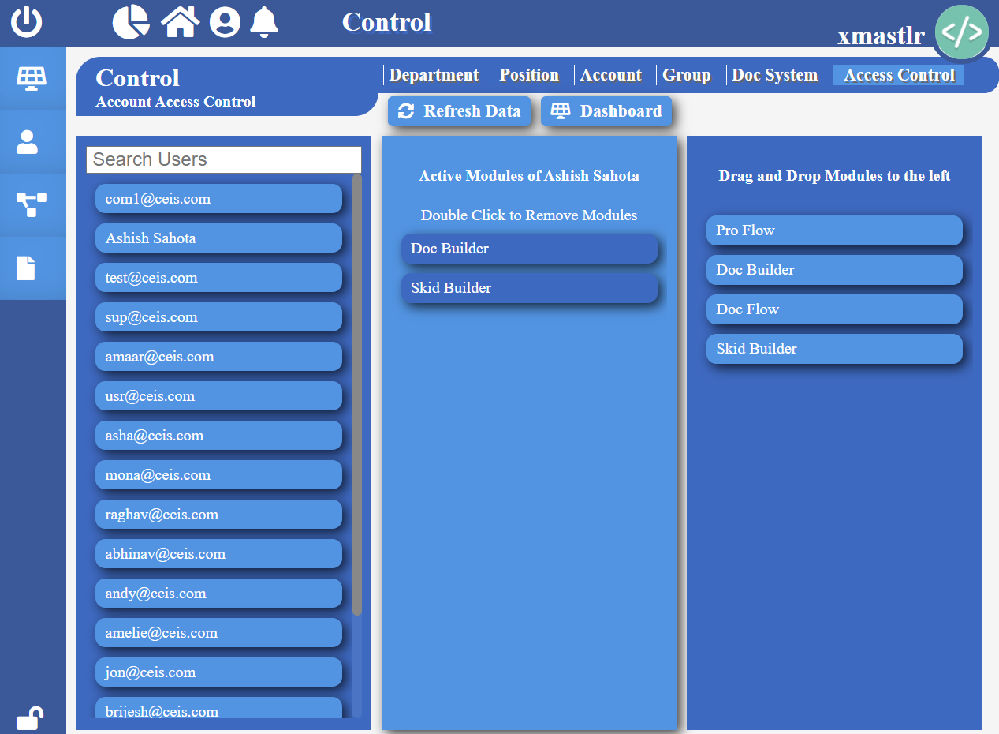 Control
xmastlr
</>
Control
Account Access Control
Department
Position
Account
Group
Doc System
Access Control
Refresh Data
Dashboard
Search Users
com1@ceis.com
Ashish Sahota
test@ceis.com
sup@ceis.com
amaar@ceis.com
usr@ceis.com
asha@ceis.com
mona@ceis.com
raghav@ceis.com
abhinav@ceis.com
andy@ceis.com
amelie@ceis.com
jon@ceis.com
brijesh@ceis.com
Active Modules of Ashish Sahota
Double Click to Remove Modules
Doc Builder
Skid Builder
Drag and Drop Modules to the left
Pro Flow
Doc Builder
Doc Flow
Skid Builder